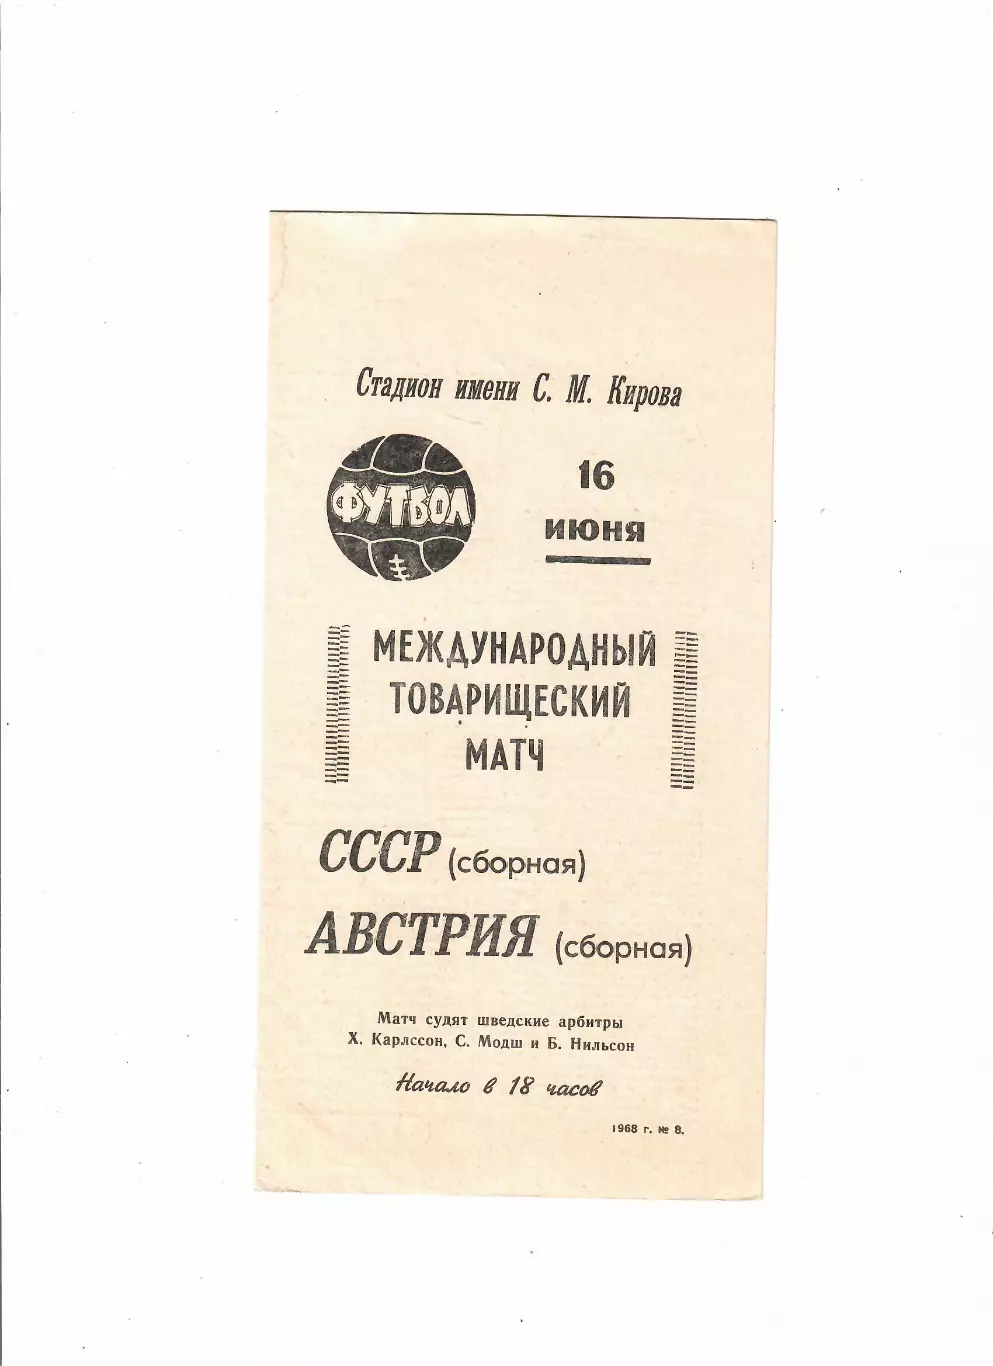 Стадион имени С. М. Кирова
ФУТБОЛ
16
ИЮНЯ
МЕЖДУНАРОДНЫЙ
ТОВАРИЩЕСКИЙ
МАТЧ
СССР (сборная)
АВСТРИЯ (сборная)
Матч судят шведские арбитры
Х. Карлссон, С. Модш и Б. Нильсон
Начало в 18 часов
1968 г. № 8.